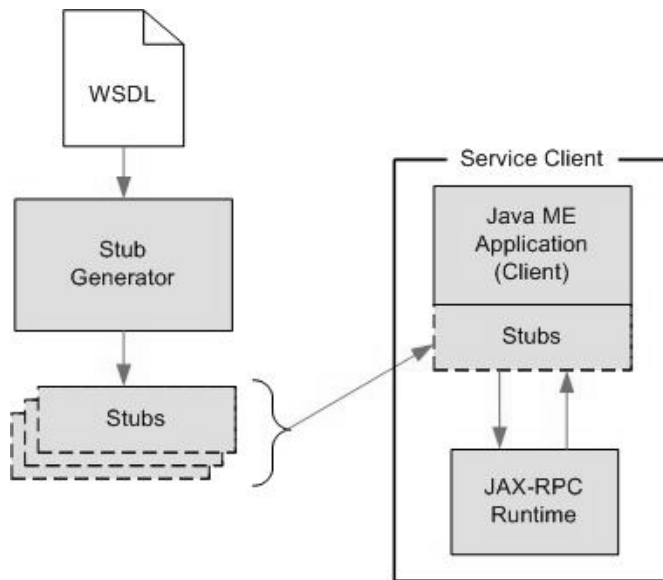 WSDL
Stub
Generator
Stubs
Service Client
Java ME
Application
(Client)
Stubs
JAX-RPC
Runtime